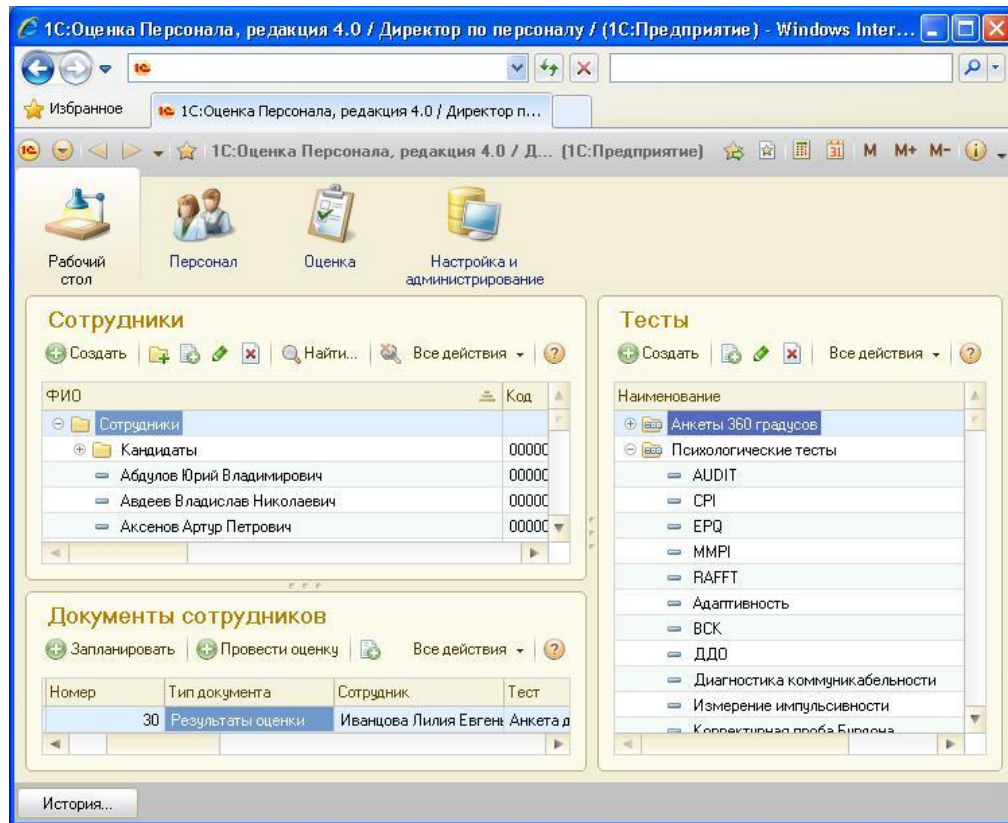 1С:Оценка Персонала, редакция 4.0 / Директор по персоналу / (1С:Предприятие) - Windows Inter...
Избранное
1С:Оценка Персонала, редакция 4.0 / Директор п...
1С:Оценка Персонала, редакция 4.0 / Д... (1С:Предприятие)
31 M M+ M-
Рабочий стол
Персонал
Оценка
Настройка и администрирование
Сотрудники
Создать Найти... Все действия
ФИО Код
Сотрудники
Кандидаты 00000
Абдулов Юрий Владимирович 00000
Авдеев Владислав Николаевич 00000
Аксенов Артур Петрович 00000
Документы сотрудников
Запланировать Провести оценку Все действия
Номер Тип документа Сотрудник Тест
30 Результаты оценки Иванцова Лилия Евгень Анкета д
Тесты
Создать Все действия
Наименование
Анкеты 360 градусов
Психологические тесты
AUDIT
CPI
EPQ
MMPI
RAFFT
Адаптивность
ВСК
ДДО
Диагностика коммуникабельности
Измерение импульсивности
Корректурная проба Бурдона
История...